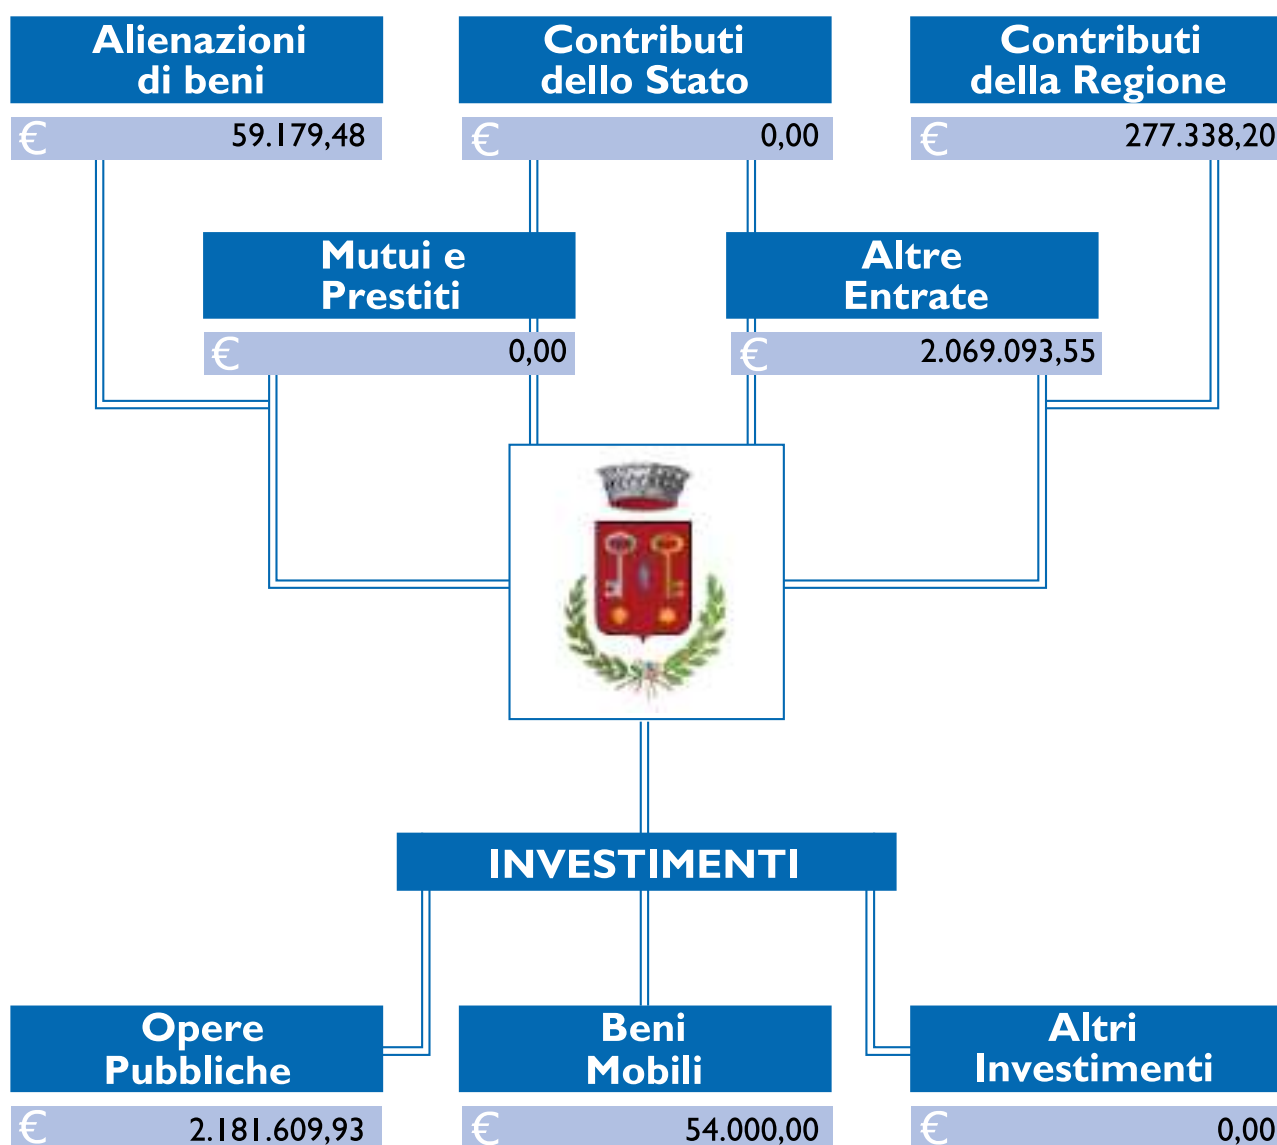 Alienazioni
di beni
€ 59.179,48
Contributi
dello Stato
€ 0,00
Contributi
della Regione
€ 277.338,20
Mutui e
Prestiti
€ 0,00
Altre
Entrate
€ 2.069.093,55
INVESTIMENTI
Opere
Pubbliche
€ 2.181.609,93
Beni
Mobili
€ 54.000,00
Altri
Investimenti
€ 0,00